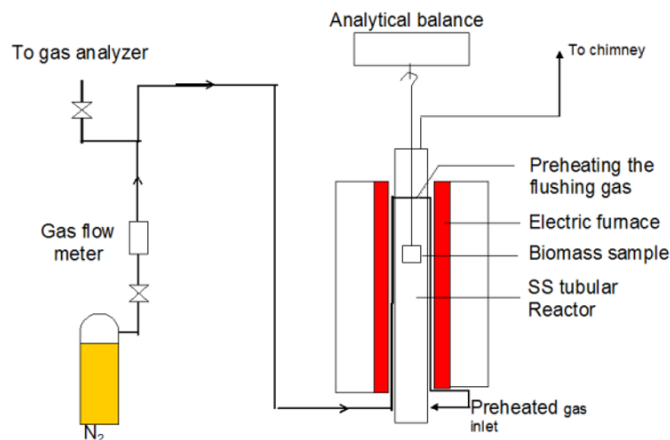 Analytical balance
To gas analyzer
To chimney
Preheating the
flushing gas
Electric furnace
Biomass sample
SS tubular
Reactor
Gas flow
meter
Preheated gas
inlet
N2